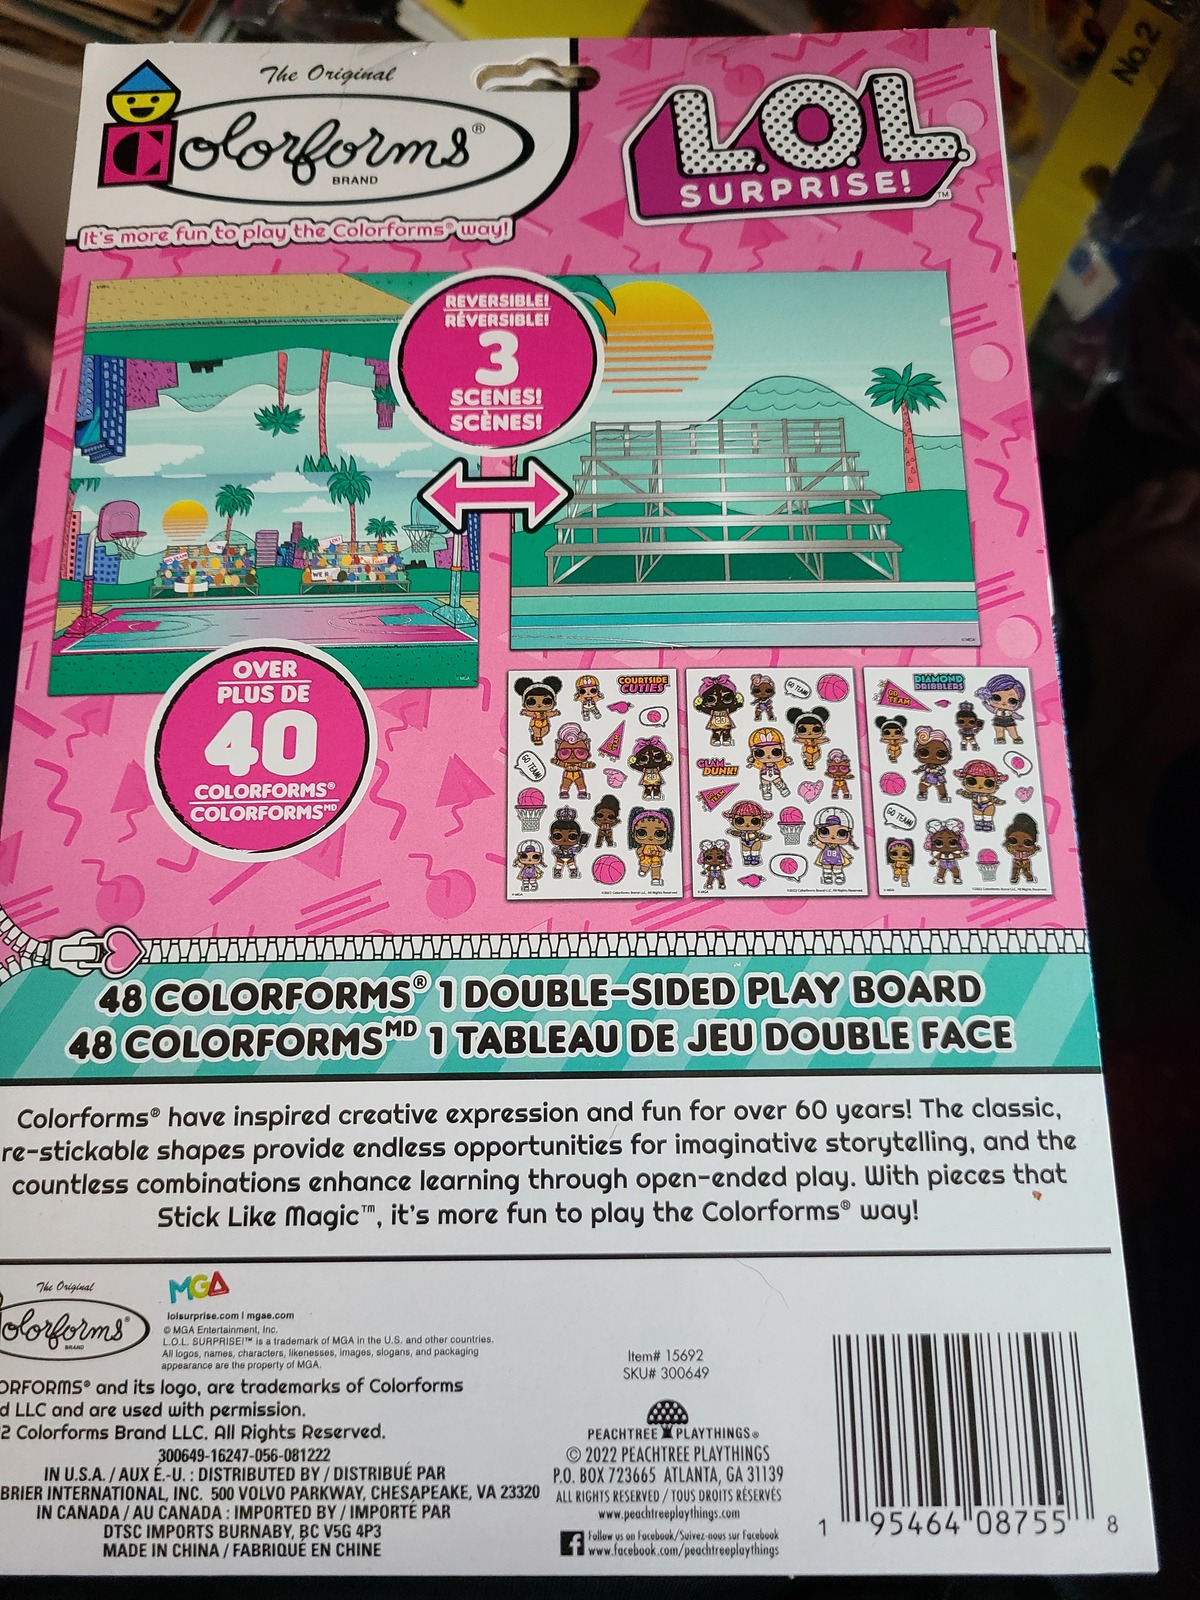 No.2
The Original
Colorforms®
BRAND
It's more fun to play the Colorforms® way!
L.O.L.
SURPRISE!™
REVERSIBLE!
RÉVERSIBLE!
3
SCENES!
SCÈNES!
OVER
PLUS DE
40
COLORFORMS®
COLORFORMS MD
COURTSIDE
CUTIES
GO TEAM!
GO TEAM!
GLAM-
DUNK!
DIAMOND
DRIBBLERS
GO TEAM
GO TEAM!
48 COLORFORMS® 1 DOUBLE-SIDED PLAY BOARD
48 COLORFORMS MD 1 TABLEAU DE JEU DOUBLE FACE
Colorforms® have inspired creative expression and fun for over 60 years! The classic,
re-stickable shapes provide endless opportunities for imaginative storytelling, and the
countless combinations enhance learning through open-ended play. With pieces that
Stick Like Magic™, it's more fun to play the Colorforms® way!
The Original
olorforms®
BRAND
MGA
lolsurprise.com | mgae.com
© MGA Entertainment, Inc.
L.O.L. SURPRISE!™ is a trademark of MGA in the U.S. and other countries.
All logos, names, characters, likenesses, images, slogans, and packaging
appearance are the property of MGA.
ORFORMS® and its logo, are trademarks of Colorforms
d LLC and are used with permission.
2 Colorforms Brand LLC. All Rights Reserved.
300649-16247-056-081222
IN U.S.A. / AUX É.-U. : DISTRIBUTED BY / DISTRIBUÉ PAR
BRIER INTERNATIONAL, INC. 500 VOLVO PARKWAY, CHESAPEAKE, VA 23320
IN CANADA / AU CANADA : IMPORTED BY / IMPORTÉ PAR
DTSC IMPORTS BURNABY, BC V5G 4P3
MADE IN CHINA / FABRIQUÉ EN CHINE
Item# 15692
SKU# 300649
PEACHTREE PLAYTHINGS®
© 2022 PEACHTREE PLAYTHINGS
P.O. BOX 723665 ATLANTA, GA 31139
ALL RIGHTS RESERVED / TOUS DROITS RÉSERVÉS
www.peachtreeplaythings.com
Follow us on Facebook/Suivez-nous sur Facebook
www.facebook.com/peachtreeplaythings
1 95464 08755 8